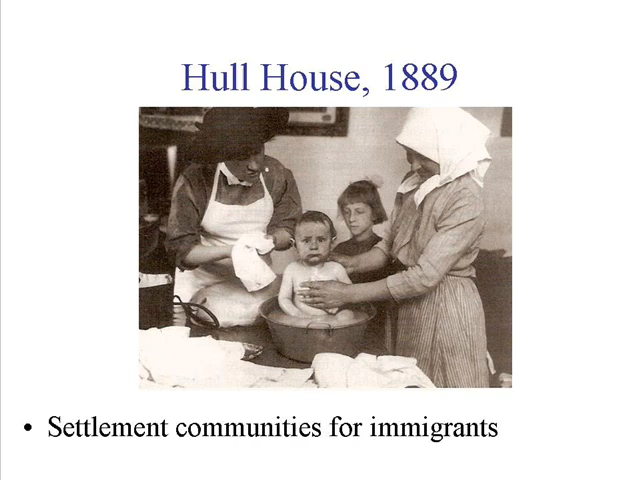 Hull House, 1889
• Settlement communities for immigrants